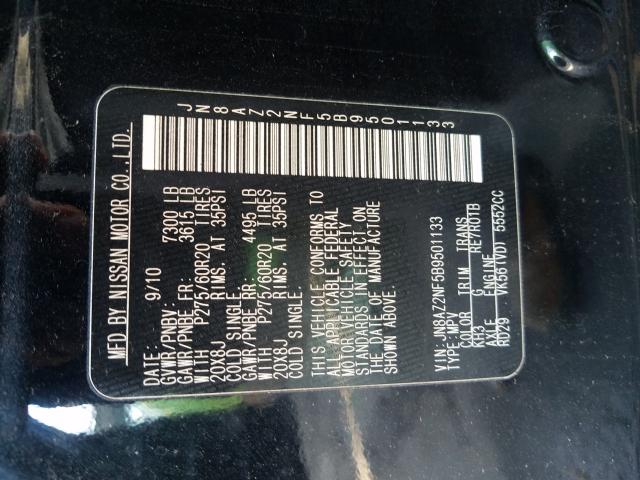 MFD BY NISSAN MOTOR CO.,LTD.
JN8AZ2NF5B9501133
9/10
GVWR/PNBV 7300 LB
GAWR/PNBE FR: 3615 LB
WITH P275/60R20 TIRES
20X8J RIMS. AT 35PSI
COLD SINGLE
GAWR/PNBE RR 4495 LB
WITH P275/60R20 TIRES
20X8J RIMS. AT 35PSI
COLD SINGLE.
THIS VEHICLE CONFORMS TO
ALL APPLICABLE FEDERAL
MOTOR VEHICLE SAFETY
STANDARDS IN EFFECT ON
THE DATE OF MANUFACTURE
SHOWN ABOVE.
VIN:JN8AZ2NF5B9501133
TYPE:MPV
COLOR TRIM TRANS
KH3 G RE7R01B
AXLE ENGINE
RD29 VK56(VD) 5552CC